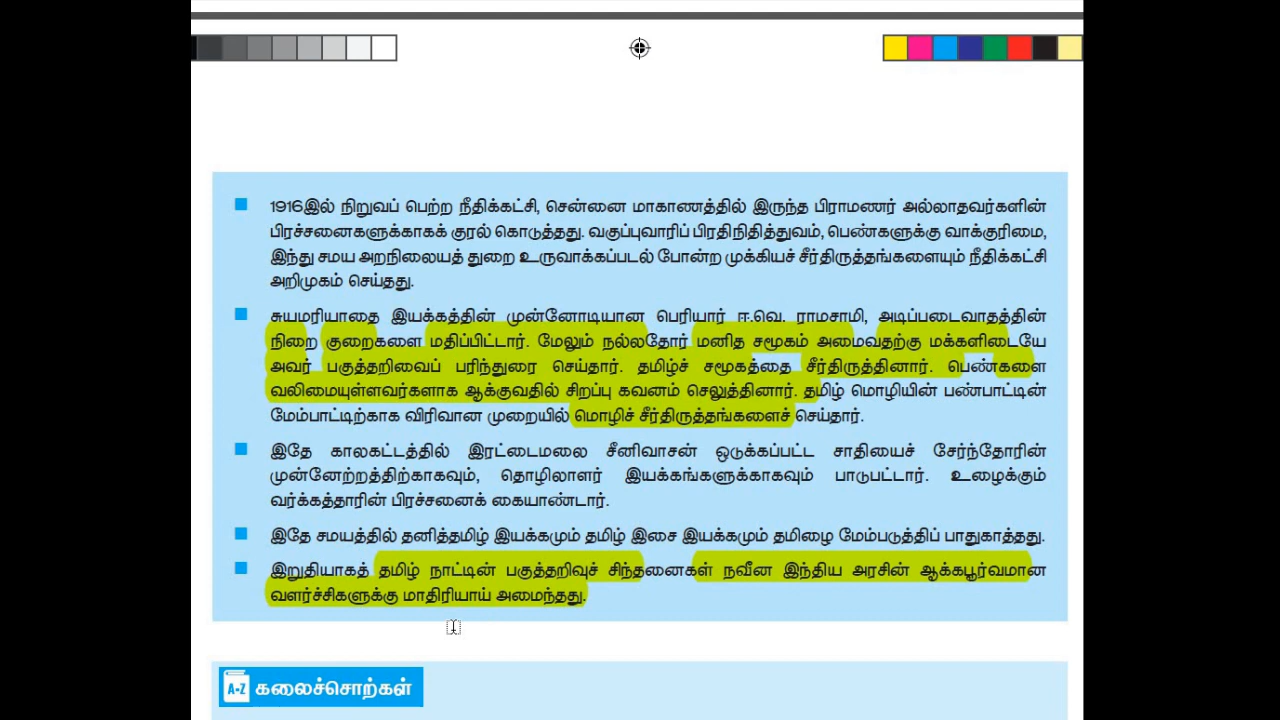 1916இல் நிறுவப் பெற்ற நீதிக்கட்சி, சென்னை மாகாணத்தில் இருந்த பிராமணர் அல்லாதவர்களின்
பிரச்சனைகளுக்காகக் குரல் கொடுத்தது. வகுப்புவாரிப் பிரதிநிதித்துவம், பெண்களுக்கு வாக்குரிமை,
இந்து சமய அறநிலையத் துறை உருவாக்கப்படல் போன்ற முக்கியச் சீர்திருத்தங்களையும் நீதிக்கட்சி
அறிமுகம் செய்தது.
சுயமரியாதை இயக்கத்தின் முன்னோடியான பெரியார் ஈ.வெ. ராமசாமி, அடிப்படைவாதத்தின்
நிறை குறைகளை மதிப்பிட்டார். மேலும் நல்லதோர் மனித சமூகம் அமைவதற்கு மக்களிடையே
அவர் பகுத்தறிவைப் பரிந்துரை செய்தார். தமிழ்ச் சமூகத்தை சீர்திருத்தினார். பெண்களை
வலிமையுள்ளவர்களாக ஆக்குவதில் சிறப்பு கவனம் செலுத்தினார். தமிழ் மொழியின் பண்பாட்டின்
மேம்பாட்டிற்காக விரிவான முறையில் மொழிச் சீர்திருத்தங்களைச் செய்தார்.
இதே காலகட்டத்தில் இரட்டைமலை சீனிவாசன் ஒடுக்கப்பட்ட சாதியைச் சேர்ந்தோரின்
முன்னேற்றத்திற்காகவும், தொழிலாளர் இயக்கங்களுக்காகவும் பாடுபட்டார். உழைக்கும்
வர்க்கத்தாரின் பிரச்சனைக் கையாண்டார்.
இதே சமயத்தில் தனித்தமிழ் இயக்கமும் தமிழ் இசை இயக்கமும் தமிழை மேம்படுத்திப் பாதுகாத்தது.
இறுதியாகத் தமிழ் நாட்டின் பகுத்தறிவுச் சிந்தனைகள் நவீன இந்திய அரசின் ஆக்கபூர்வமான
வளர்ச்சிகளுக்கு மாதிரியாய் அமைந்தது.
A-Z கலைச்சொற்கள்